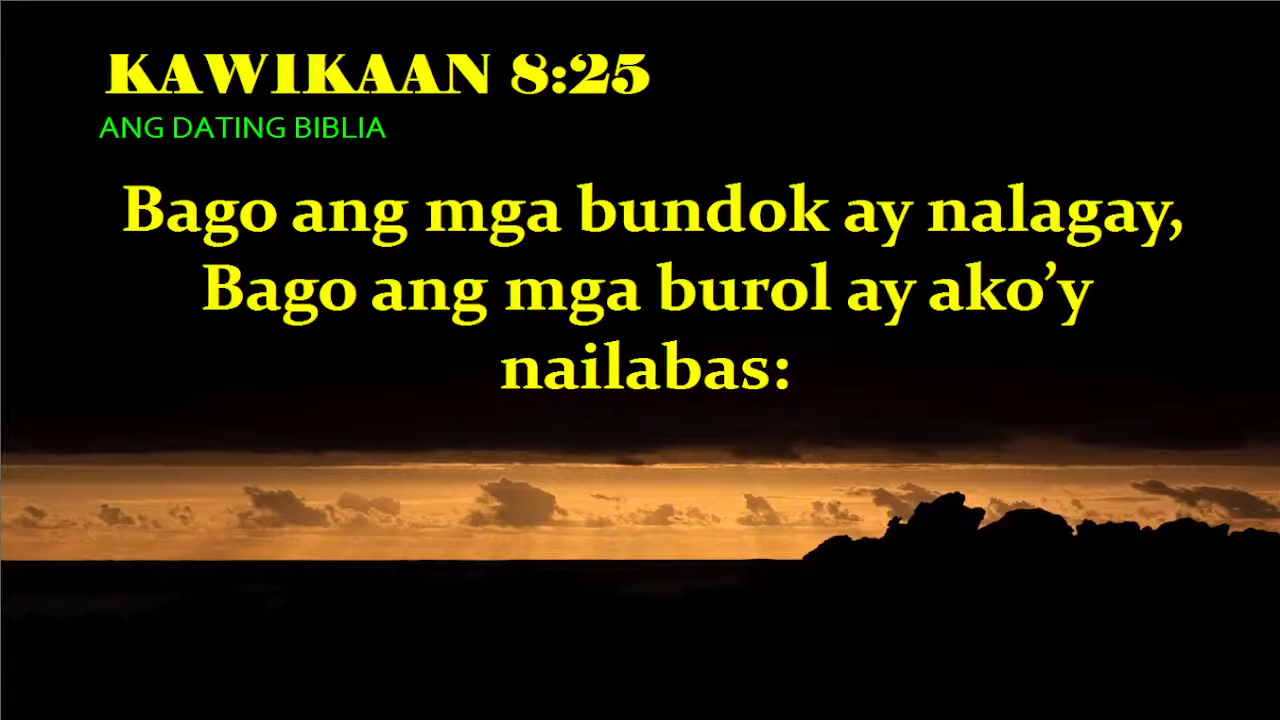 KAWIKAAN 8:25
ANG DATING BIBLIA
Bago ang mga bundok ay nalagay,
Bago ang mga burol ay ako’y
nailabas: